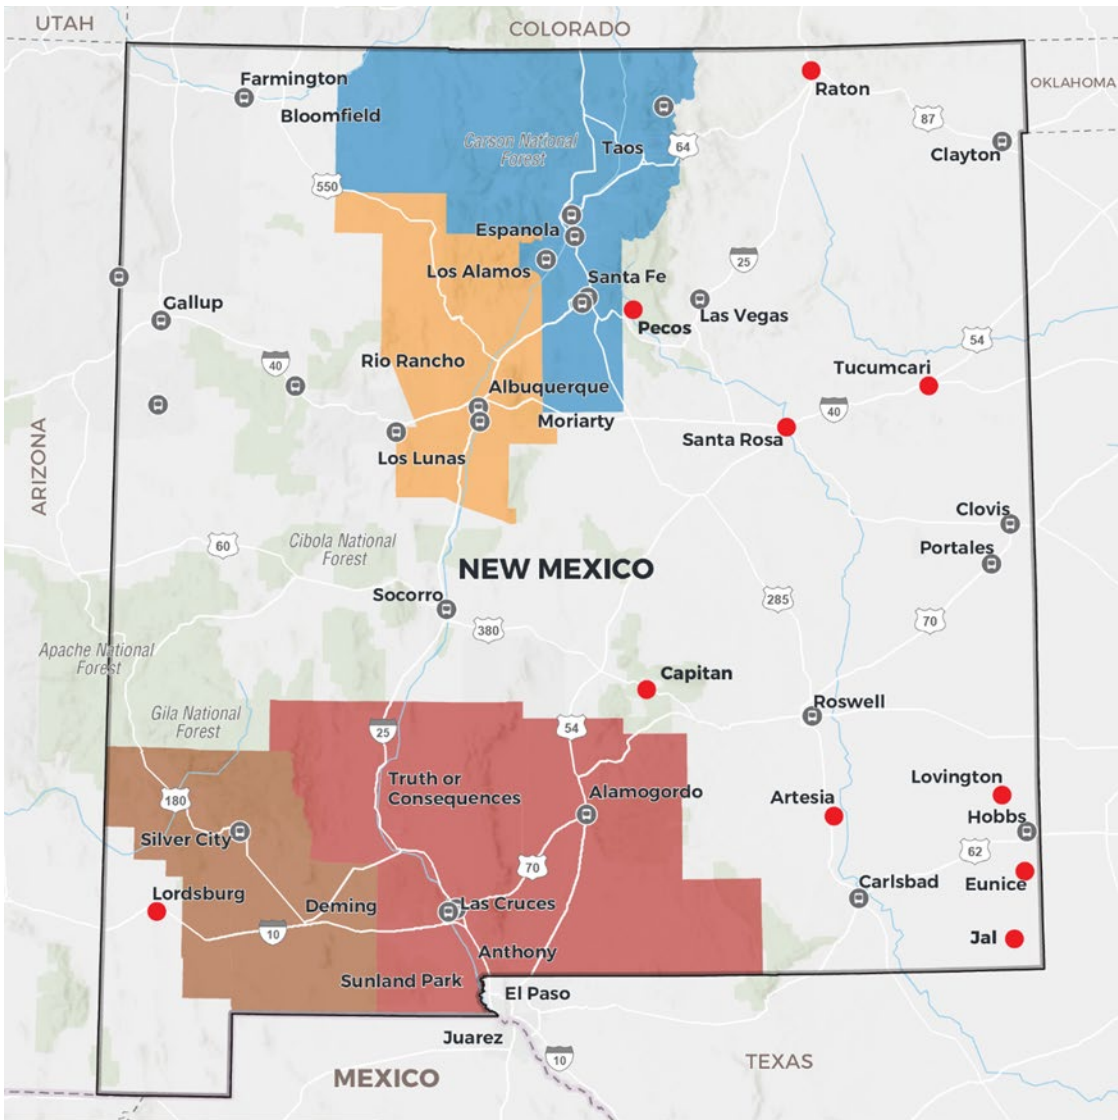 UTAH
COLORADO
OKLAHOMA
Farmington
Bloomfield
Raton
87
Clayton
Carson National
Forest
Taos
64
550
Espanola
Los Alamos
Santa Fe
25
Gallup
Pecos
Las Vegas
54
40
Rio Rancho
Tucumcari
Albuquerque
40
Moriarty
Santa Rosa
Los Lunas
ARIZONA
Clovis
Portales
60
Cibola National
Forest
NEW MEXICO
Socorro
380
285
70
Apache National
Forest
Capitan
Gila National
Forest
25
54
Roswell
Truth or
Consequences
Lovington
180
Alamogordo
Artesia
Hobbs
Silver City
62
70
Carlsbad
Eunice
Lordsburg
Deming
Las Cruces
10
Jal
Anthony
Sunland Park
El Paso
Juarez
10
TEXAS
MEXICO